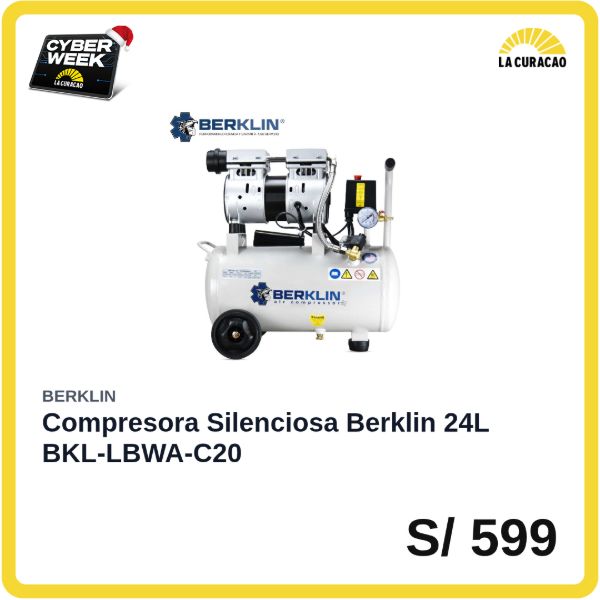 CYBER
WEEK
LA CURACAO
LA CURACAO
BERKLIN®
BERKLIN®
air compressor
BERKLIN
Compresora Silenciosa Berklin 24L
BKL-LBWA-C20
S/ 599